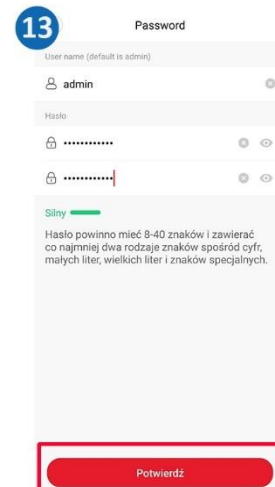 13
Password
User name (default is admin)
admin
Hasło
••••••••••••
••••••••••••
Silny
Hasło powinno mieć 8-40 znaków i zawierać
co najmniej dwa rodzaje znaków spośród cyfr,
małych liter, wielkich liter i znaków specjalnych.
Potwierdź